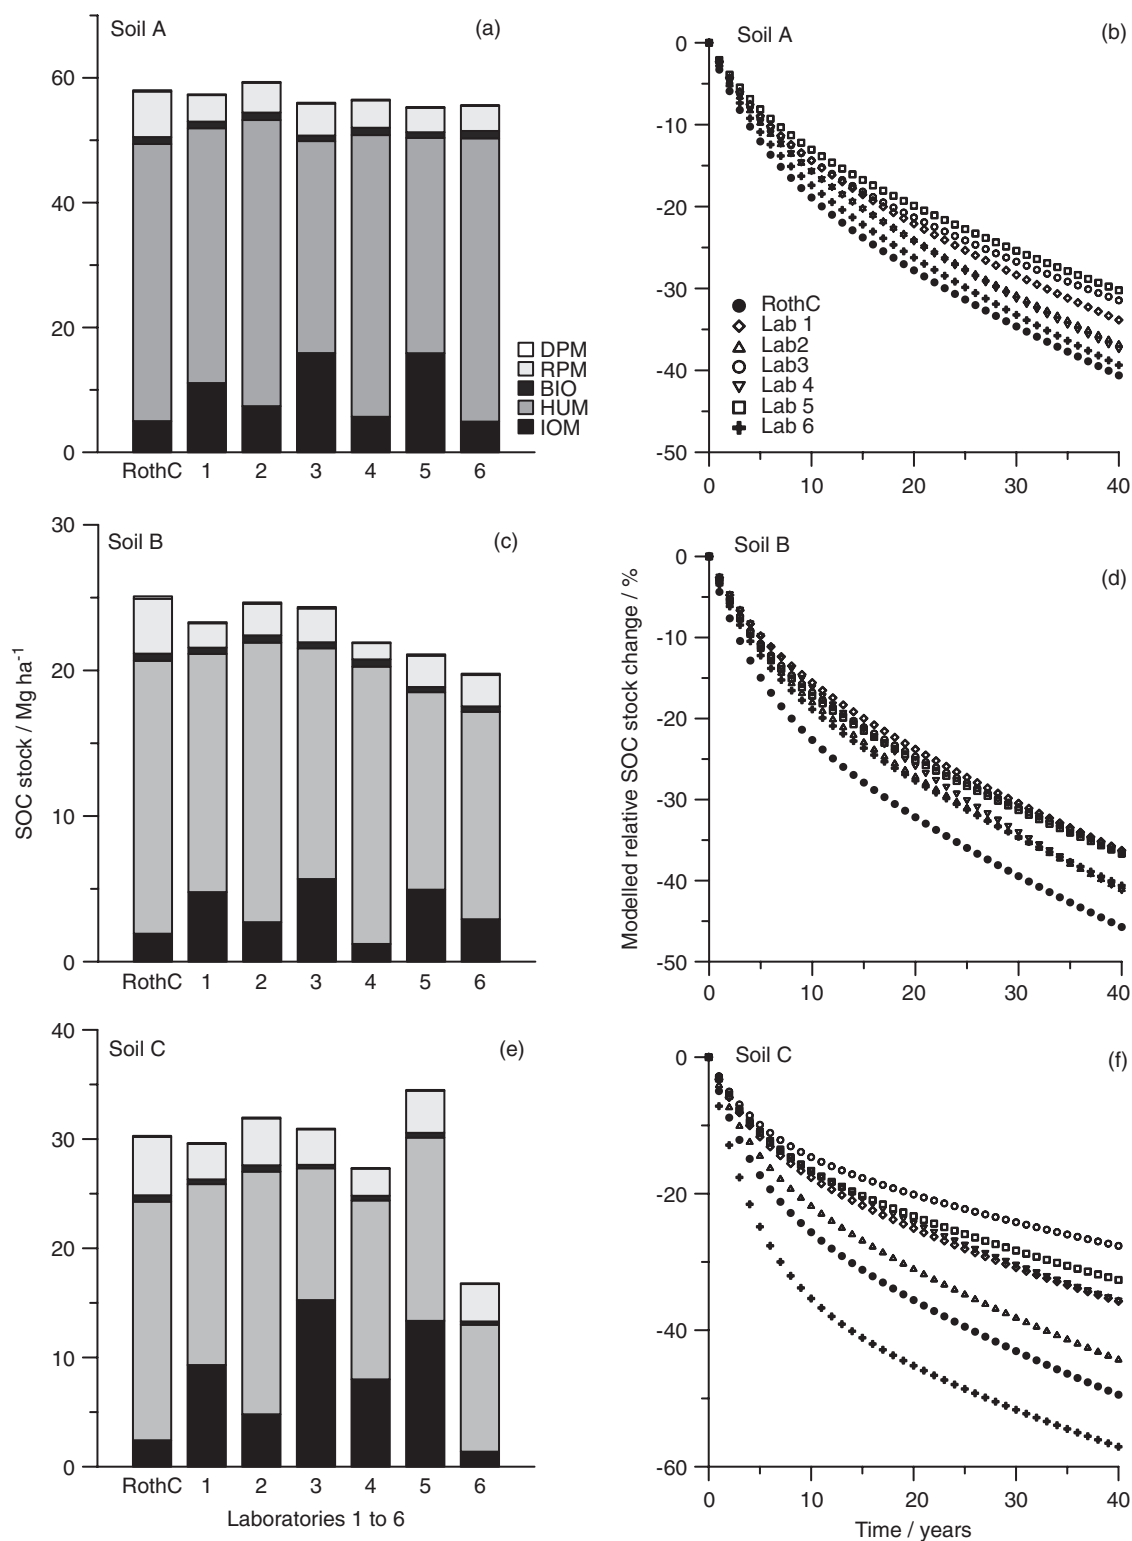 Soil A
(a)
60
40
20
0
DPM
RPM
BIO
HUM
IOM
RothC 1 2 3 4 5 6
Soil A
(b)
0
-10
-20
-30
-40
-50
RothC
Lab 1
Lab2
Lab3
Lab 4
Lab 5
Lab 6
0 10 20 30 40
Soil B
(c)
30
20
10
0
SOC stock / Mg ha⁻¹
RothC 1 2 3 4 5 6
Soil B
(d)
0
-10
-20
-30
-40
-50
Modelled relative SOC stock change / %
0 10 20 30 40
Soil C
(e)
40
30
20
10
0
RothC 1 2 3 4 5 6
Laboratories 1 to 6
Soil C
(f)
0
-20
-40
-60
0 10 20 30 40
Time / years